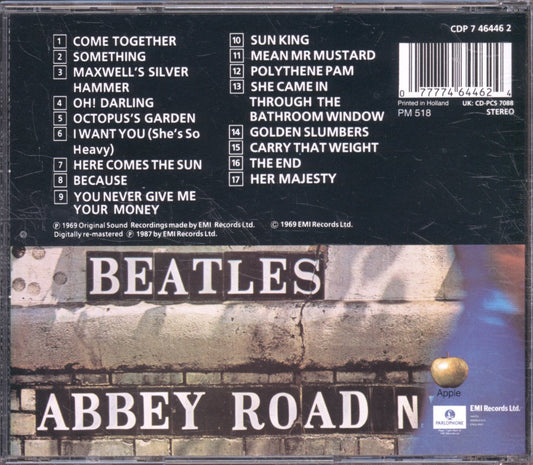 CDP 7 46446 2
1 COME TOGETHER
2 SOMETHING
3 MAXWELL'S SILVER
HAMMER
4 OH! DARLING
5 OCTOPUS'S GARDEN
6 I WANT YOU (She's So
Heavy)
7 HERE COMES THE SUN
8 BECAUSE
9 YOU NEVER GIVE ME
YOUR MONEY
10 SUN KING
11 MEAN MR MUSTARD
12 POLYTHENE PAM
13 SHE CAME IN
THROUGH THE
BATHROOM WINDOW
14 GOLDEN SLUMBERS
15 CARRY THAT WEIGHT
16 THE END
17 HER MAJESTY
0 77774 64462 4
Printed in Holland UK: CD-PCS 7088
PM 518 STEREO
℗ 1969 Original Sound Recordings made by EMI Records Ltd. © 1969 EMI Records Ltd.
Digitally re-mastered ℗ 1987 by EMI Records Ltd.
BEATLES
Apple
ABBEY ROAD N
PARLOPHONE
EMI Records Ltd.